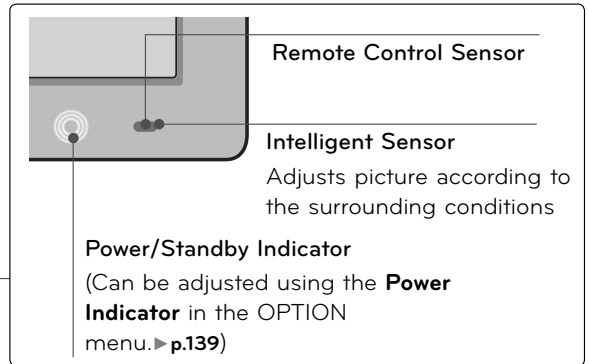 Remote Control Sensor
Intelligent Sensor
Adjusts picture according to
the surrounding conditions
Power/Standby Indicator
(Can be adjusted using the Power
Indicator in the OPTION
menu.►p.139)